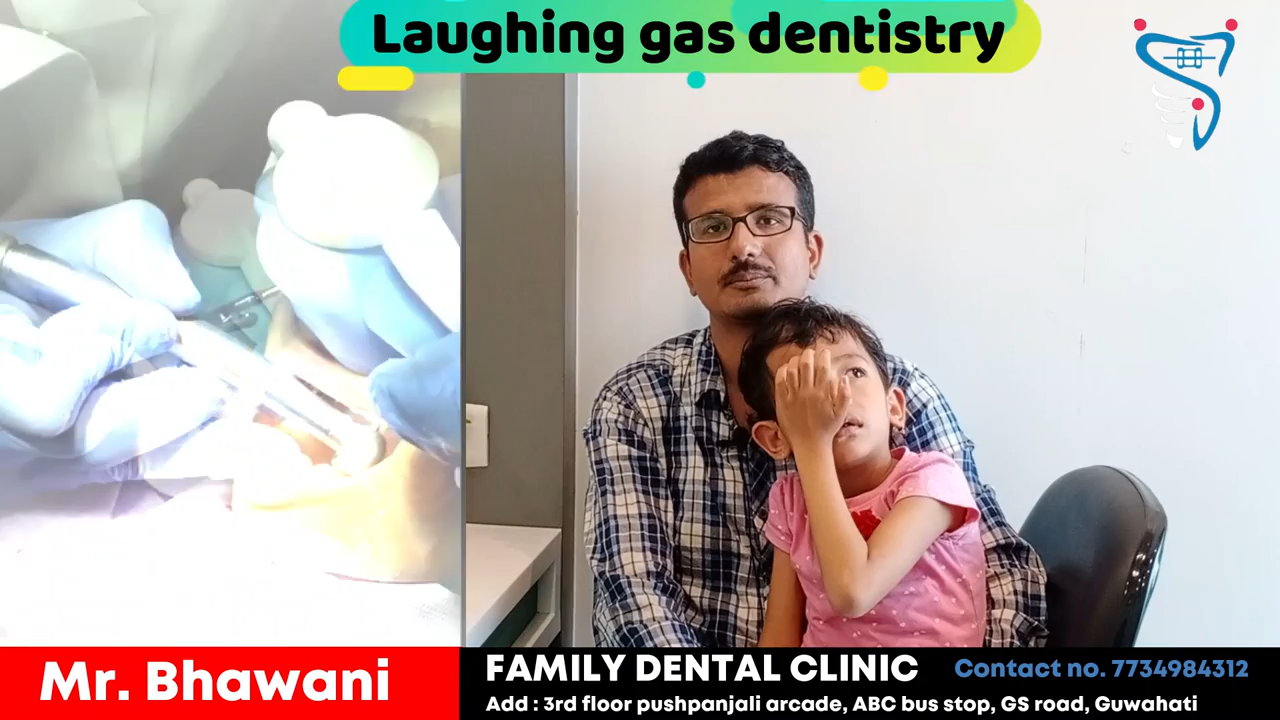 Laughing gas dentistry
Mr. Bhawani
FAMILY DENTAL CLINIC
Contact no. 7734984312
Add : 3rd floor pushpanjali arcade, ABC bus stop, GS road, Guwahati